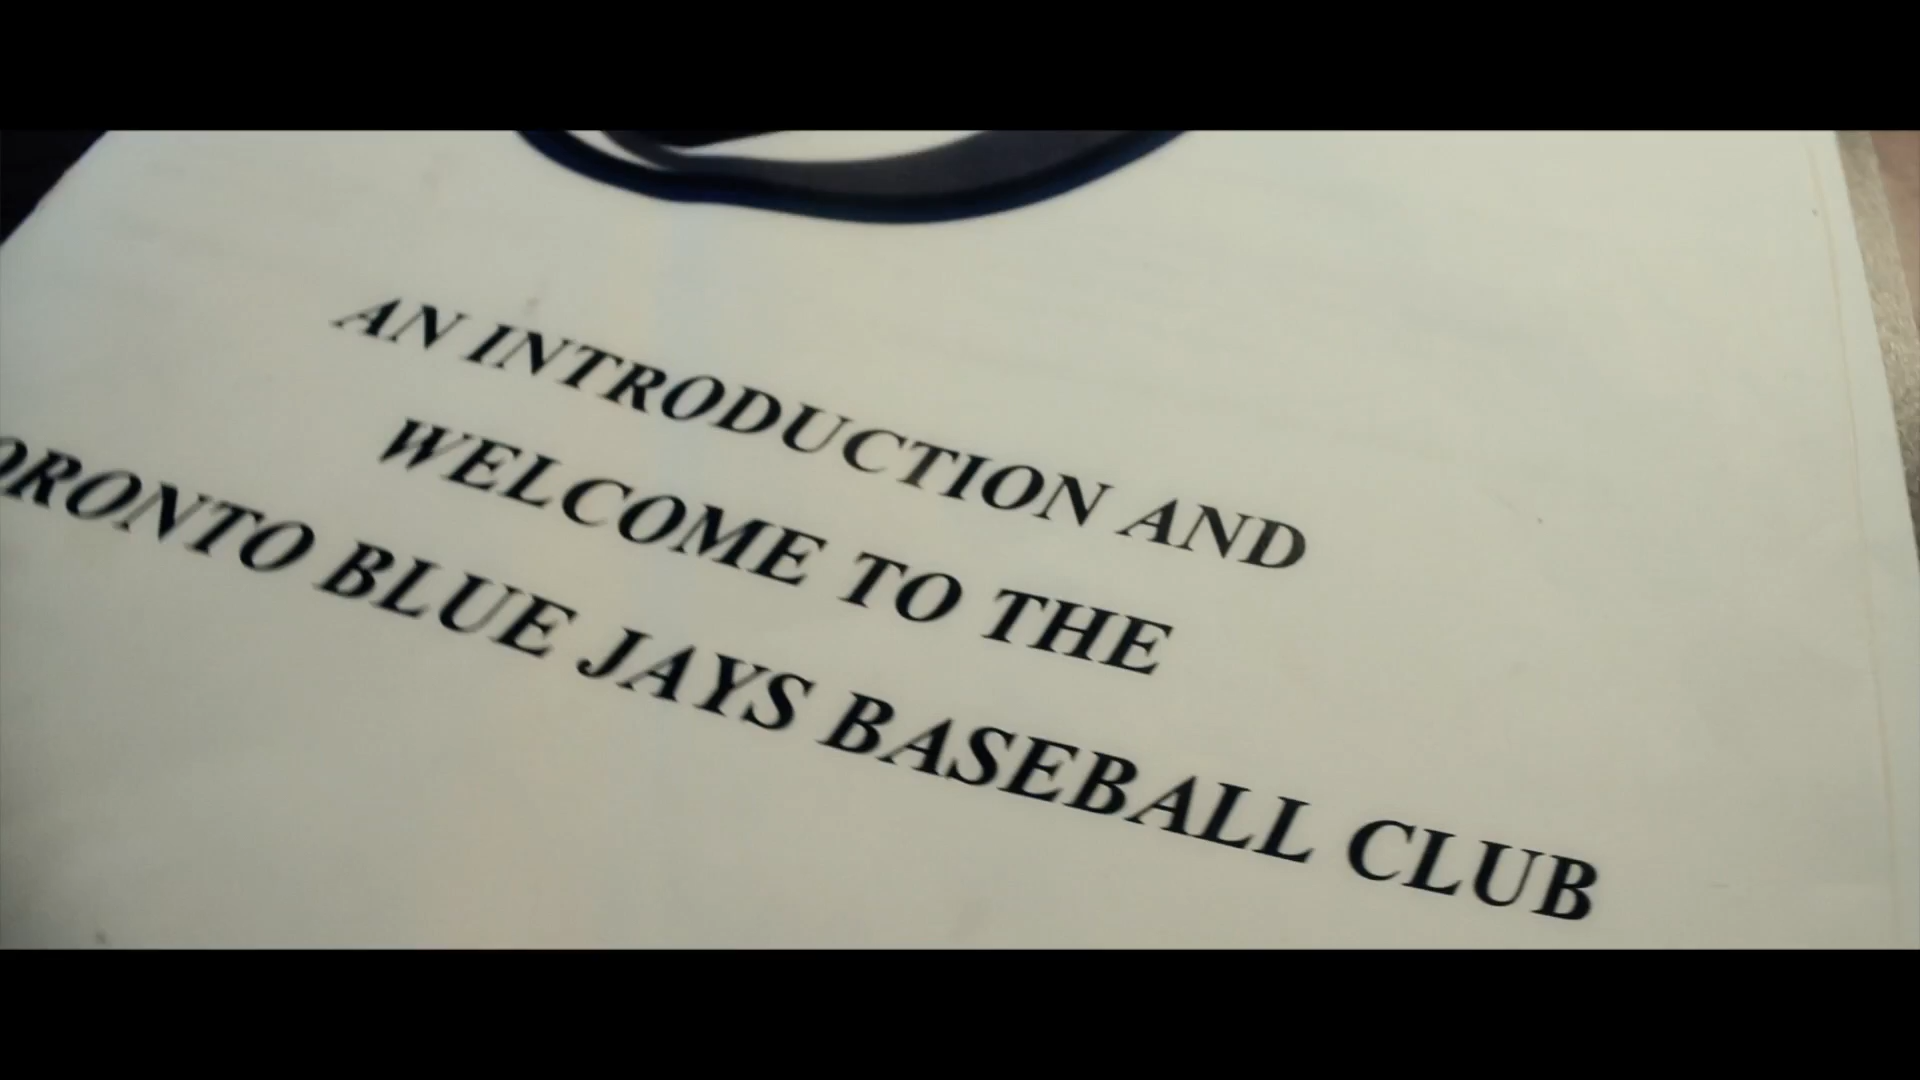 AN INTRODUCTION AND
WELCOME TO THE
ORONTO BLUE JAYS BASEBALL CLUB